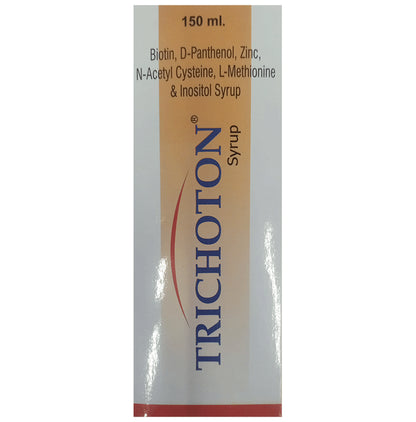 150 ml.
Biotin, D-Panthenol, Zinc,
N-Acetyl Cysteine, L-Methionine
& Inositol Syrup
TRICHOTON®
Syrup